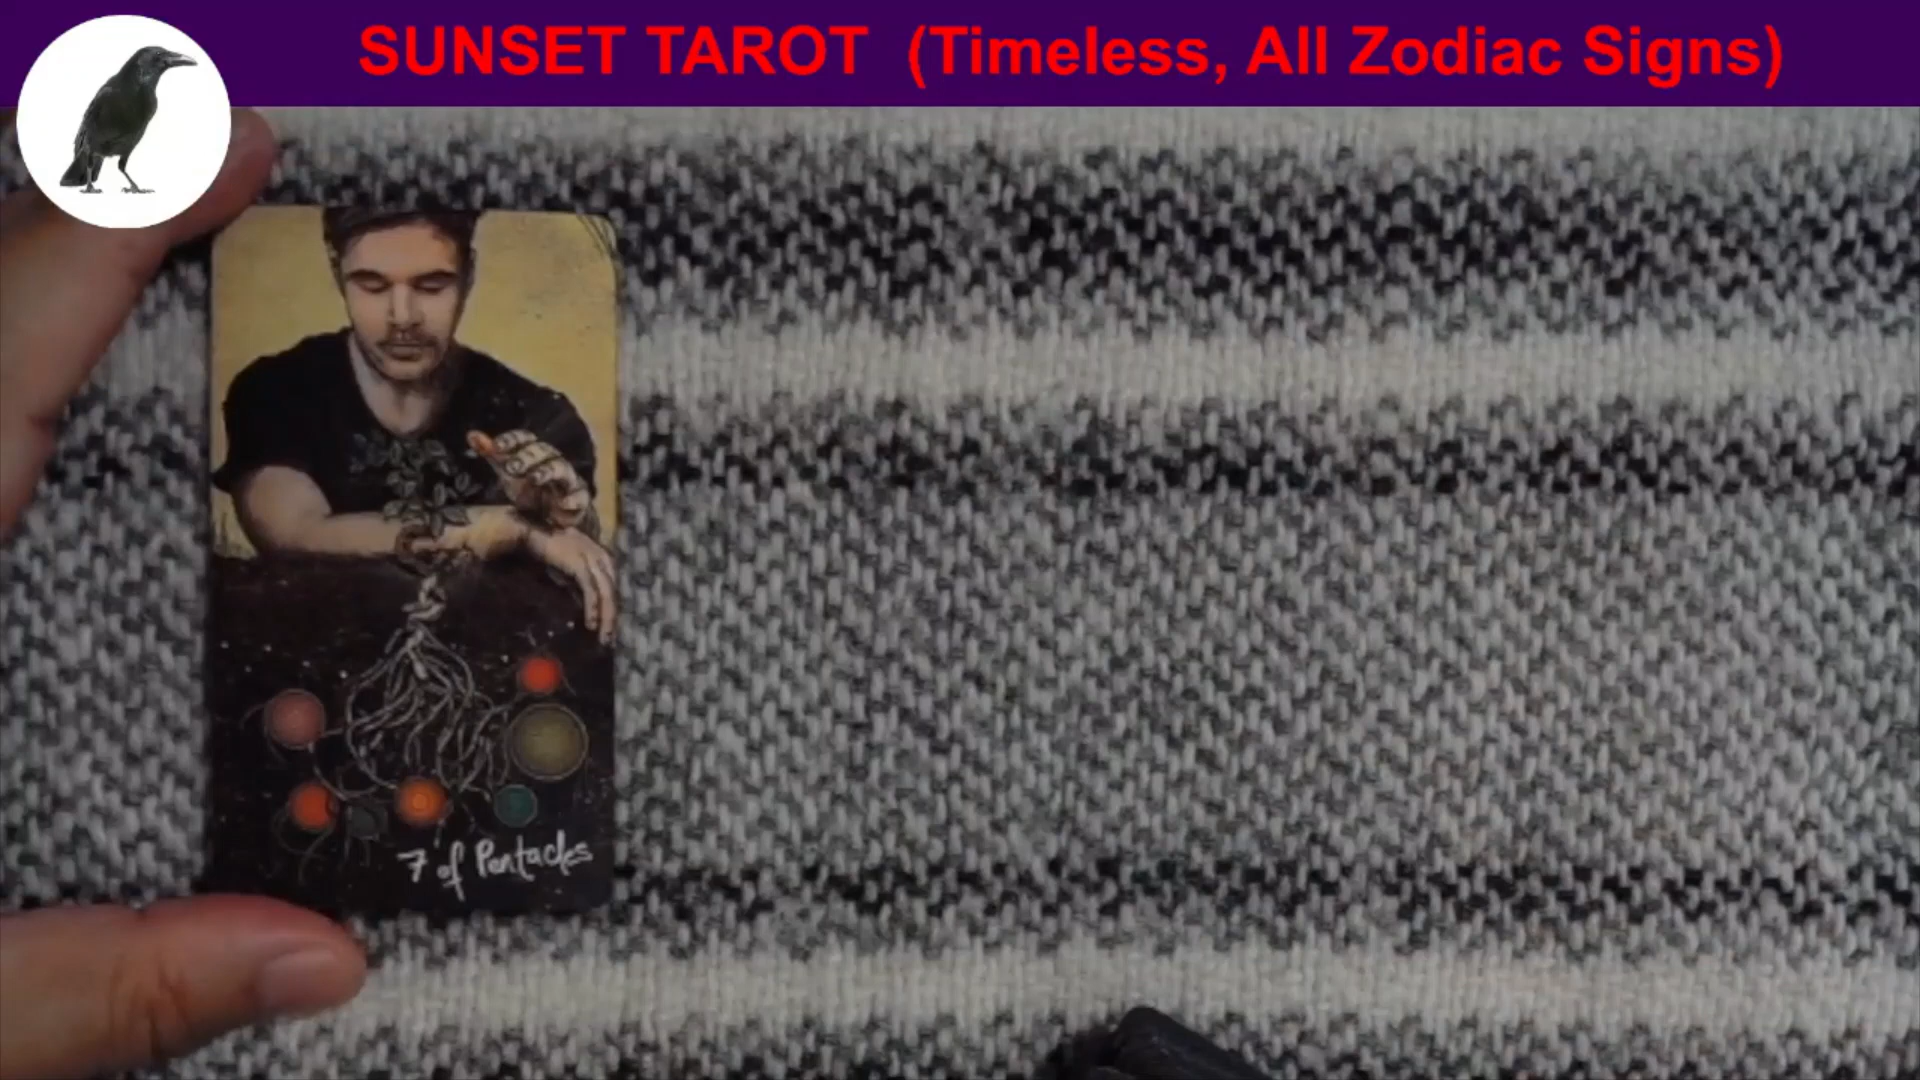 SUNSET TAROT (Timeless, All Zodiac Signs)
7 of Pentacles